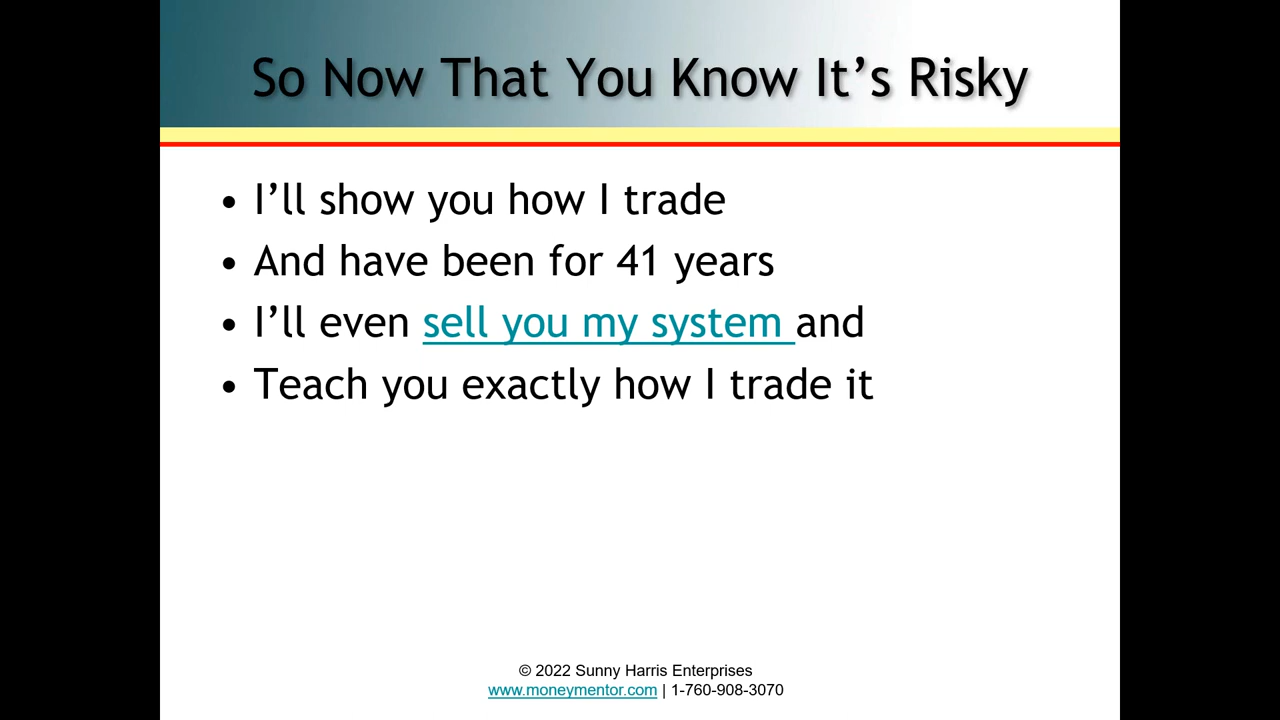 So Now That You Know It’s Risky
• I’ll show you how I trade
• And have been for 41 years
• I’ll even sell you my system and
• Teach you exactly how I trade it
© 2022 Sunny Harris Enterprises
www.moneymentor.com | 1-760-908-3070